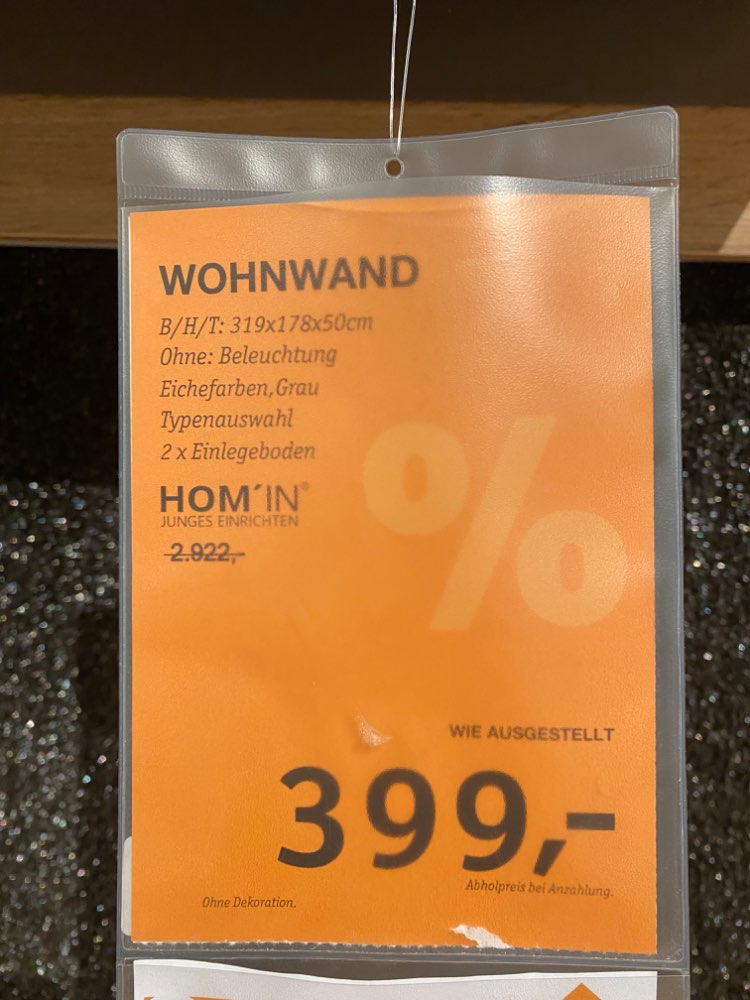 WOHNWAND
B/H/T: 319x178x50cm
Ohne: Beleuchtung
Eichefarben,Grau
Typenauswahl
2 x Einlegeboden
HOM´IN®
JUNGES EINRICHTEN
2.922,-
%
WIE AUSGESTELLT
399,-
Abholpreis bei Anzahlung.
Ohne Dekoration.